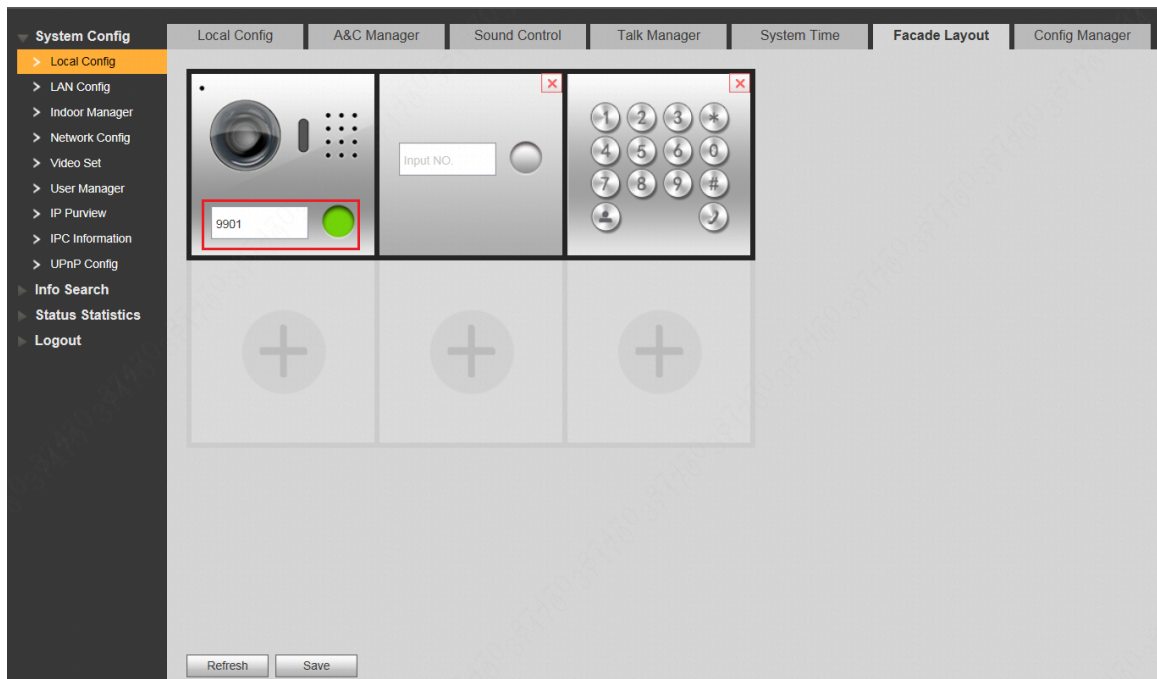 System Config
Local Config
LAN Config
Indoor Manager
Network Config
Video Set
User Manager
IP Purview
IPC Information
UPnP Config
Info Search
Status Statistics
Logout
Local Config A&C Manager Sound Control Talk Manager System Time Facade Layout Config Manager
9901
Input NO.
1 2 3 *
4 5 6 0
7 8 9 #
Refresh Save